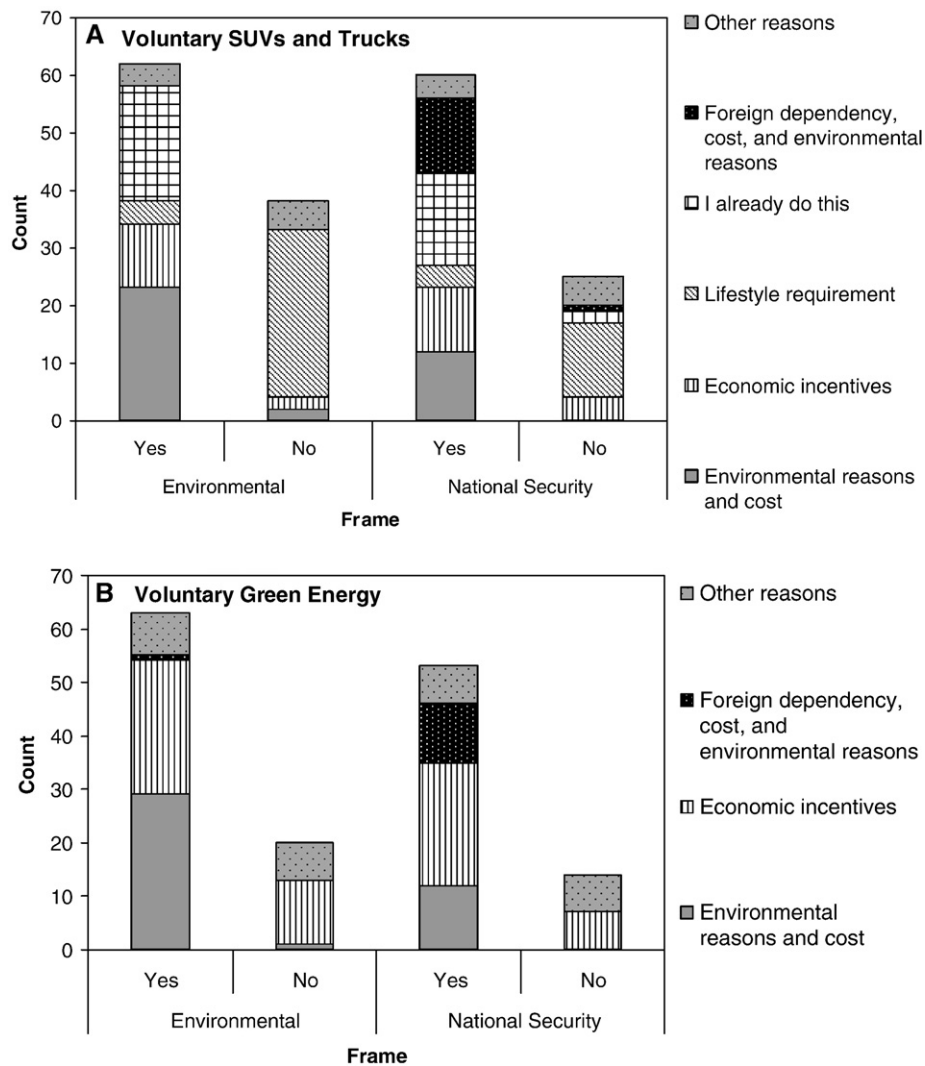 A Voluntary SUVs and Trucks
70
60
50
40
30
20
10
0
Count
Yes
No
Yes
No
Environmental
National Security
Frame
Other reasons
Foreign dependency,
cost, and environmental
reasons
I already do this
Lifestyle requirement
Economic incentives
Environmental reasons
and cost
B Voluntary Green Energy
70
60
50
40
30
20
10
0
Count
Yes
No
Yes
No
Environmental
National Security
Frame
Other reasons
Foreign dependency,
cost, and
environmental reasons
Economic incentives
Environmental
reasons and cost